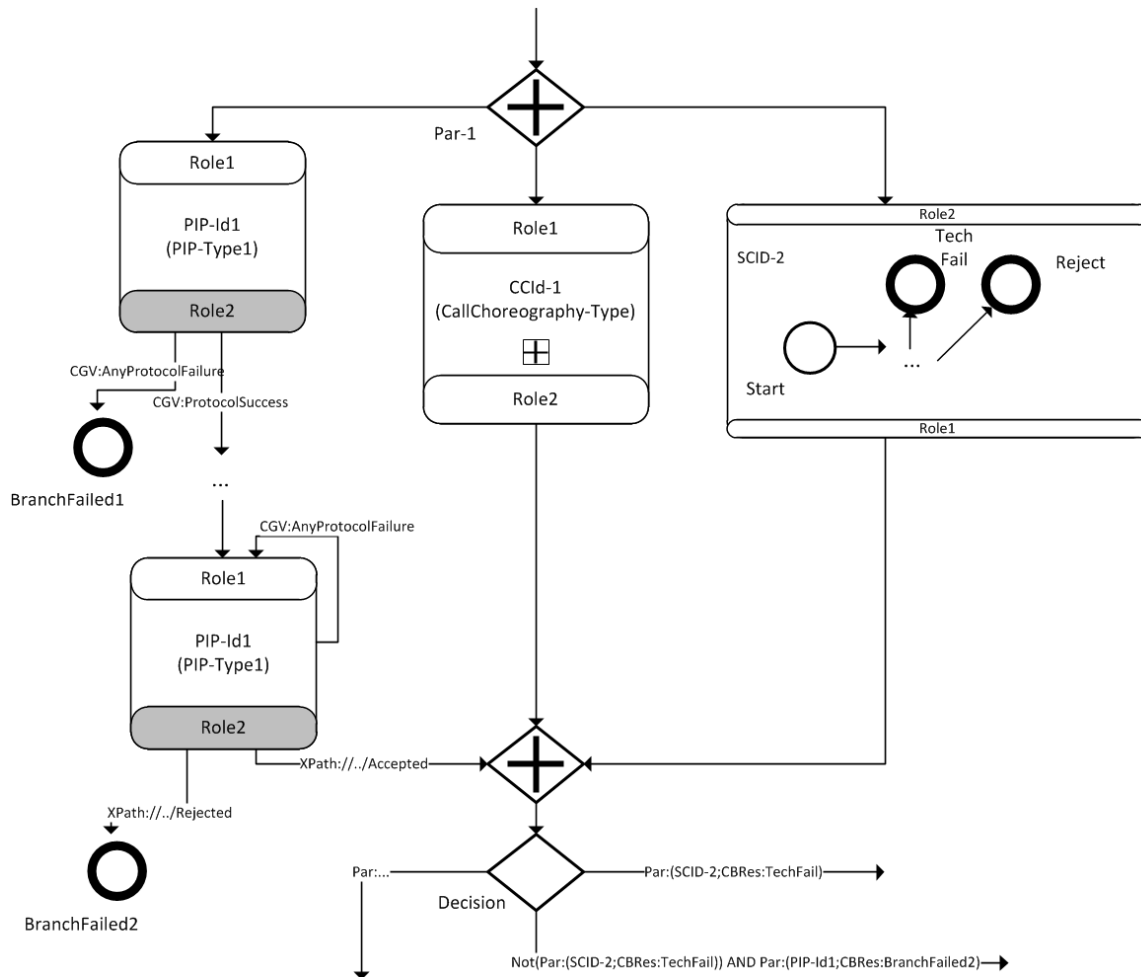 Par-1
Role1
PIP-Id1
(PIP-Type1)
Role2
CGV:AnyProtocolFailure
CGV:ProtocolSuccess
BranchFailed1
...
CGV:AnyProtocolFailure
Role1
PIP-Id1
(PIP-Type1)
Role2
XPath://../Accepted
XPath://../Rejected
BranchFailed2
Role1
CCId-1
(CallChoreography-Type)
Role2
Role2
SCID-2
Tech
Fail
Reject
Start
...
Role1
Par:...
Decision
Par:(SCID-2;CBRes:TechFail)
Not(Par:(SCID-2;CBRes:TechFail)) AND Par:(PIP-Id1;CBRes:BranchFailed2)